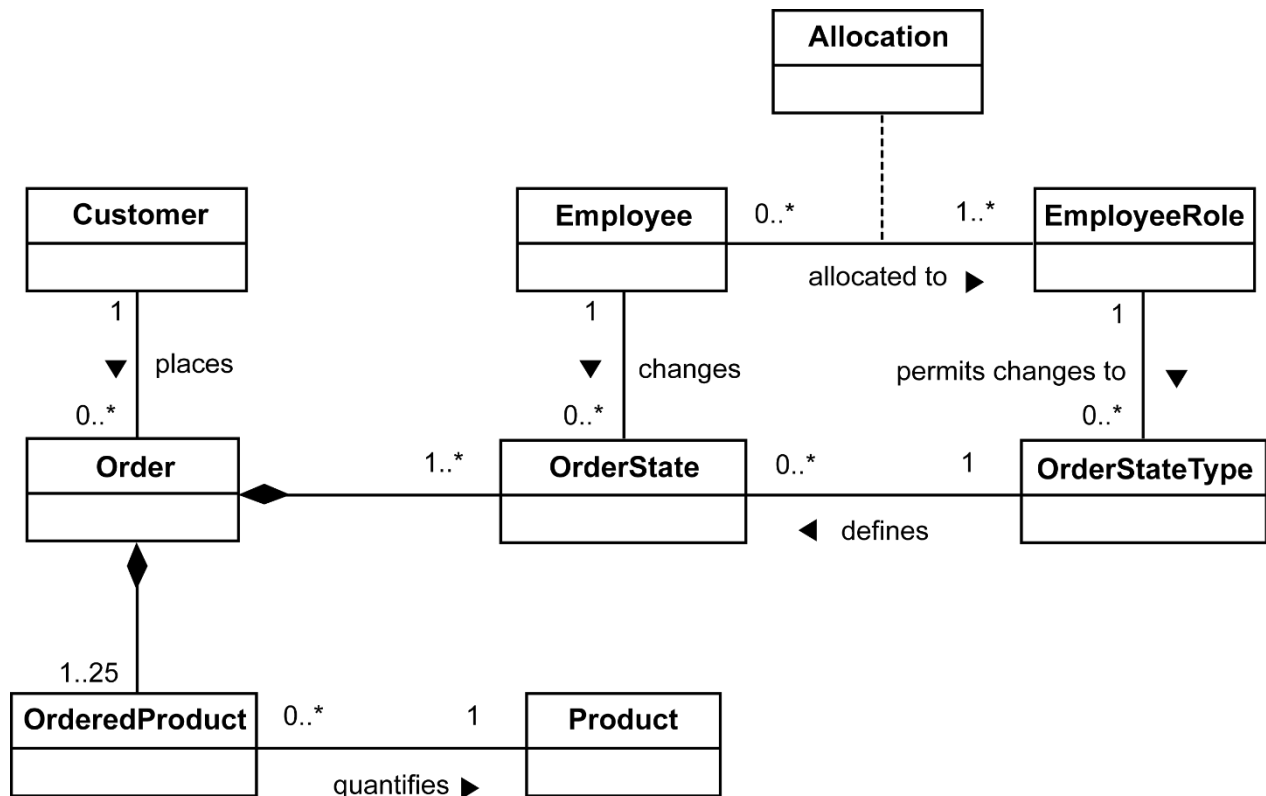 Allocation
Customer
Employee
0..*
1..*
EmployeeRole
allocated to
1
places
0..*
1
changes
0..*
1
permits changes to
0..*
Order
1..*
OrderState
0..*
1
OrderStateType
defines
1..25
OrderedProduct
0..*
1
Product
quantifies